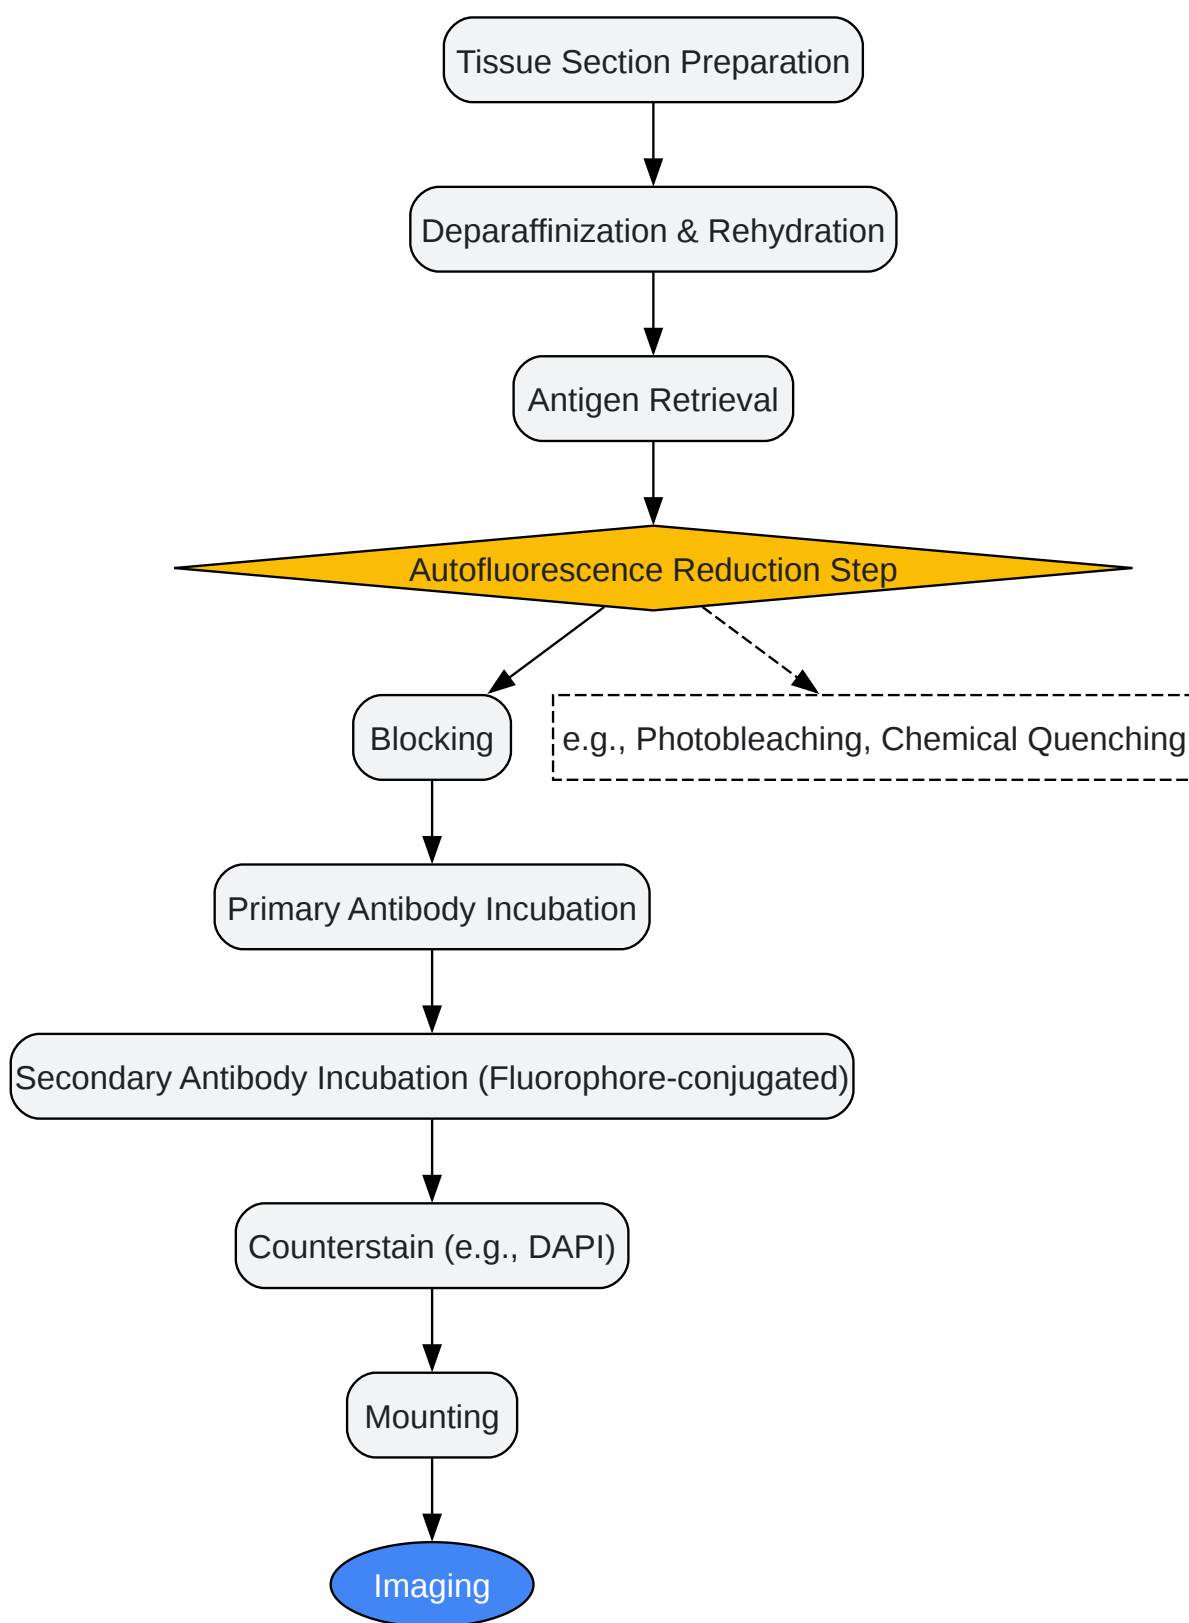 Tissue Section Preparation
Deparaffinization & Rehydration
Antigen Retrieval
Autofluorescence Reduction Step
Blocking
e.g., Photobleaching, Chemical Quenching
Primary Antibody Incubation
Secondary Antibody Incubation (Fluorophore-conjugated)
Counterstain (e.g., DAPI)
Mounting
Imaging